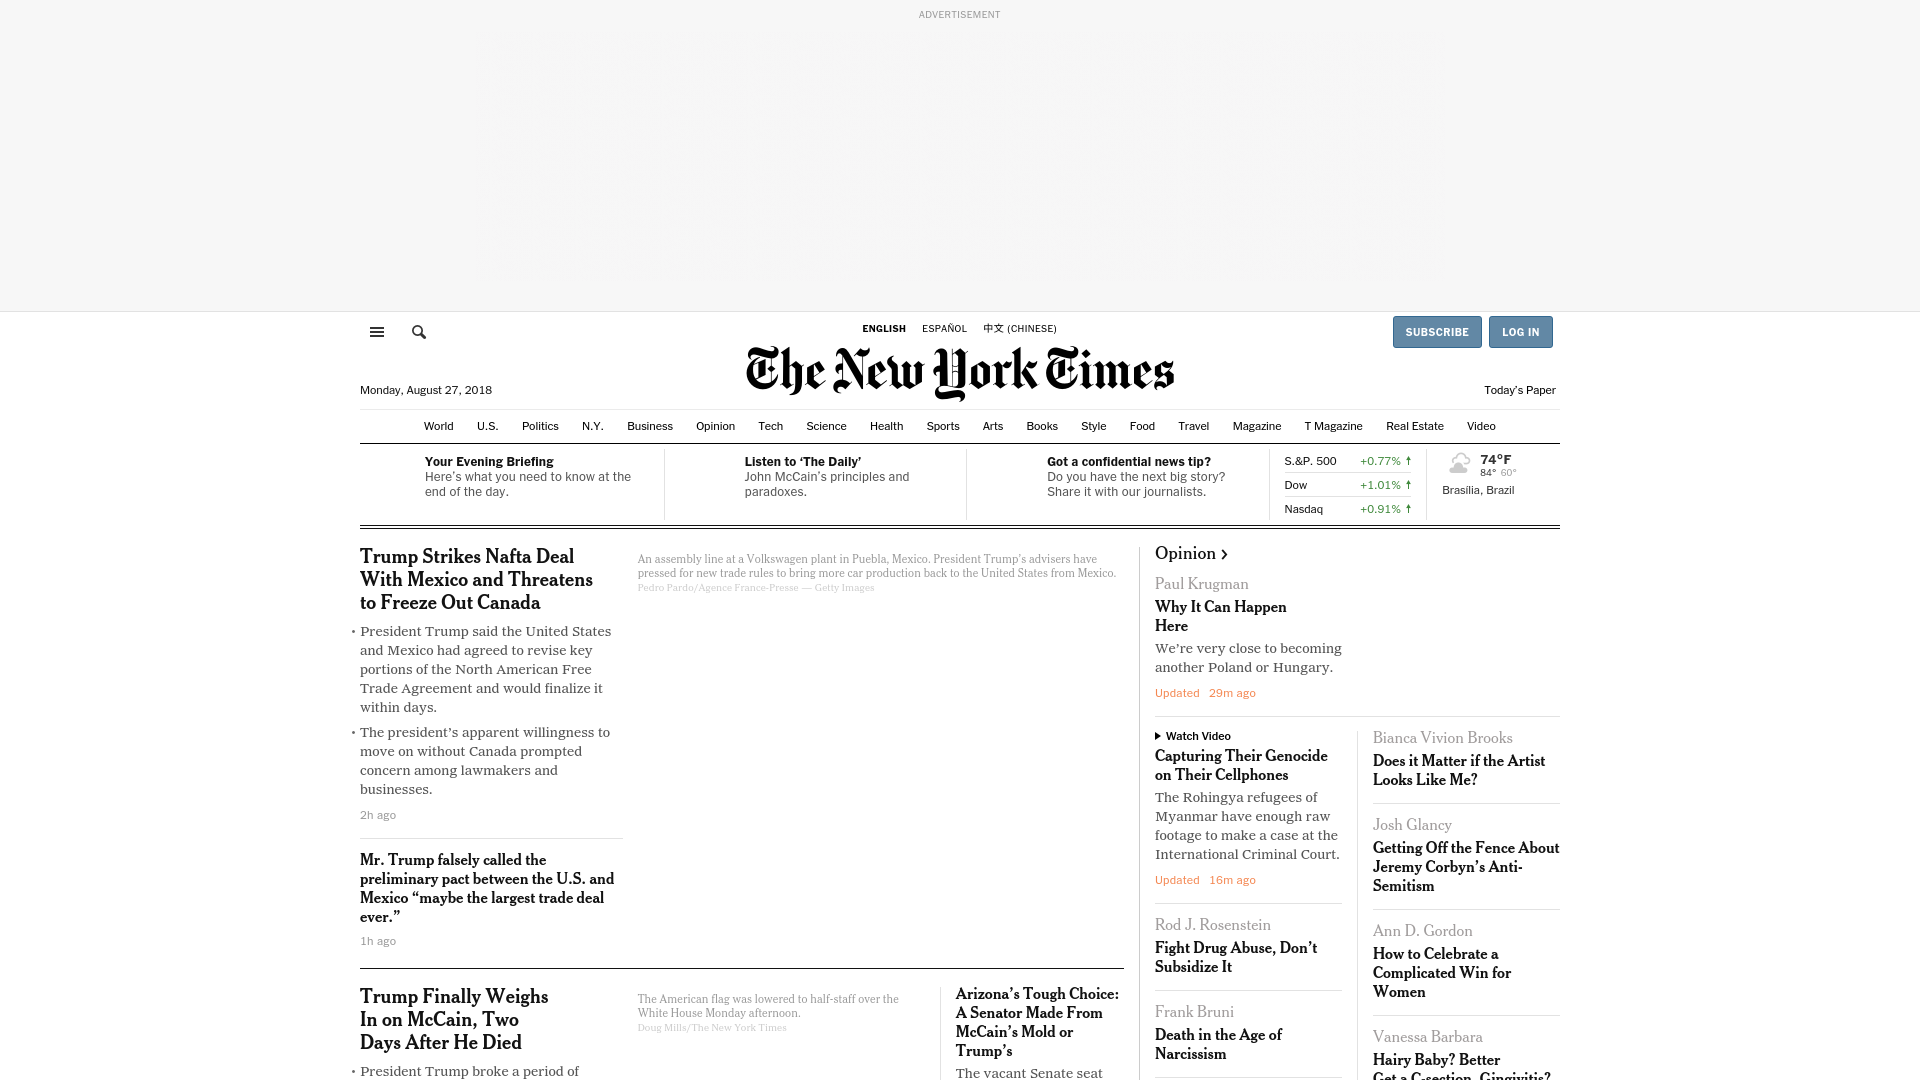 ADVERTISEMENT
ENGLISH ESPAÑOL 中文 (CHINESE)
SUBSCRIBE LOG IN
The New York Times
Monday, August 27, 2018
Today’s Paper
World U.S. Politics N.Y. Business Opinion Tech Science Health Sports Arts Books Style Food Travel Magazine T Magazine Real Estate Video
Your Evening Briefing
Here’s what you need to know at the
end of the day.
Listen to ‘The Daily’
John McCain’s principles and
paradoxes.
Got a confidential news tip?
Do you have the next big story?
Share it with our journalists.
S.&P. 500 +0.77% ↑
Dow +1.01% ↑
Nasdaq +0.91% ↑
74°F
84° 60°
Brasília, Brazil
Trump Strikes Nafta Deal
With Mexico and Threatens
to Freeze Out Canada
• President Trump said the United States
and Mexico had agreed to revise key
portions of the North American Free
Trade Agreement and would finalize it
within days.
• The president’s apparent willingness to
move on without Canada prompted
concern among lawmakers and
businesses.
2h ago
Mr. Trump falsely called the
preliminary pact between the U.S. and
Mexico “maybe the largest trade deal
ever.”
1h ago
An assembly line at a Volkswagen plant in Puebla, Mexico. President Trump’s advisers have
pressed for new trade rules to bring more car production back to the United States from Mexico.
Pedro Pardo/Agence France-Presse — Getty Images
Trump Finally Weighs
In on McCain, Two
Days After He Died
• President Trump broke a period of
The American flag was lowered to half-staff over the
White House Monday afternoon.
Doug Mills/The New York Times
Arizona’s Tough Choice:
A Senator Made From
McCain’s Mold or
Trump’s
The vacant Senate seat
Opinion ›
Paul Krugman
Why It Can Happen
Here
We’re very close to becoming
another Poland or Hungary.
Updated 29m ago
Watch Video
Capturing Their Genocide
on Their Cellphones
The Rohingya refugees of
Myanmar have enough raw
footage to make a case at the
International Criminal Court.
Updated 16m ago
Rod J. Rosenstein
Fight Drug Abuse, Don’t
Subsidize It
Frank Bruni
Death in the Age of
Narcissism
Bianca Vivion Brooks
Does it Matter if the Artist
Looks Like Me?
Josh Glancy
Getting Off the Fence About
Jeremy Corbyn’s Anti-
Semitism
Ann D. Gordon
How to Celebrate a
Complicated Win for
Women
Vanessa Barbara
Hairy Baby? Better
Get a C-section. Gingivitis?